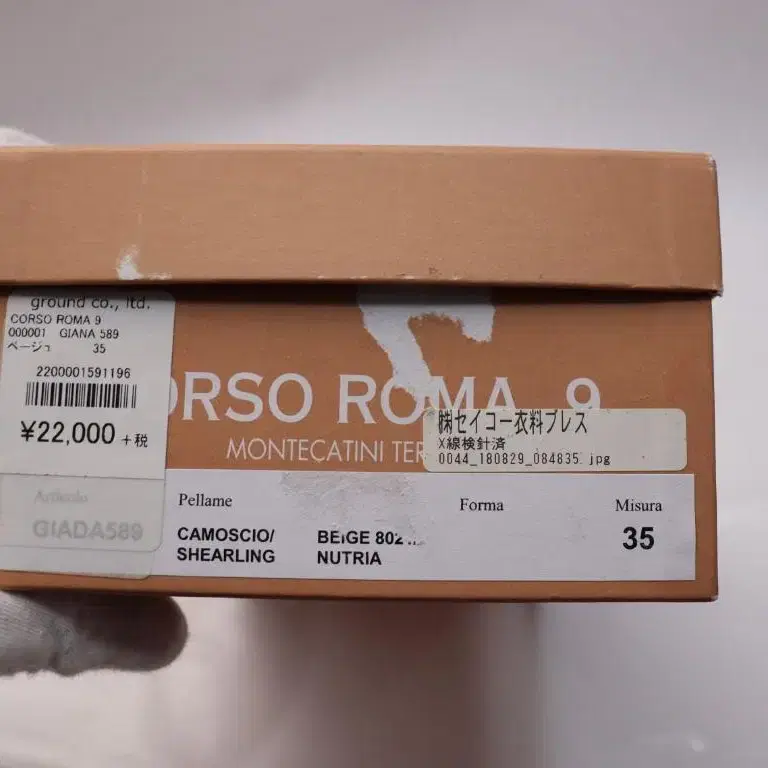 ground co., ltd.
CORSO ROMA 9
000001 GIANA 589
ベージュ 35
2200001591196
¥22,000 +税
ORSO ROMA 9
MONTECATINI TER
㈱セイコー衣料プレス
X線検針済
0044_180829_084835.jpg
Articolo
GIADA589
Pellame
Forma
Misura
CAMOSCIO/
SHEARLING
BEIGE 802
NUTRIA
35